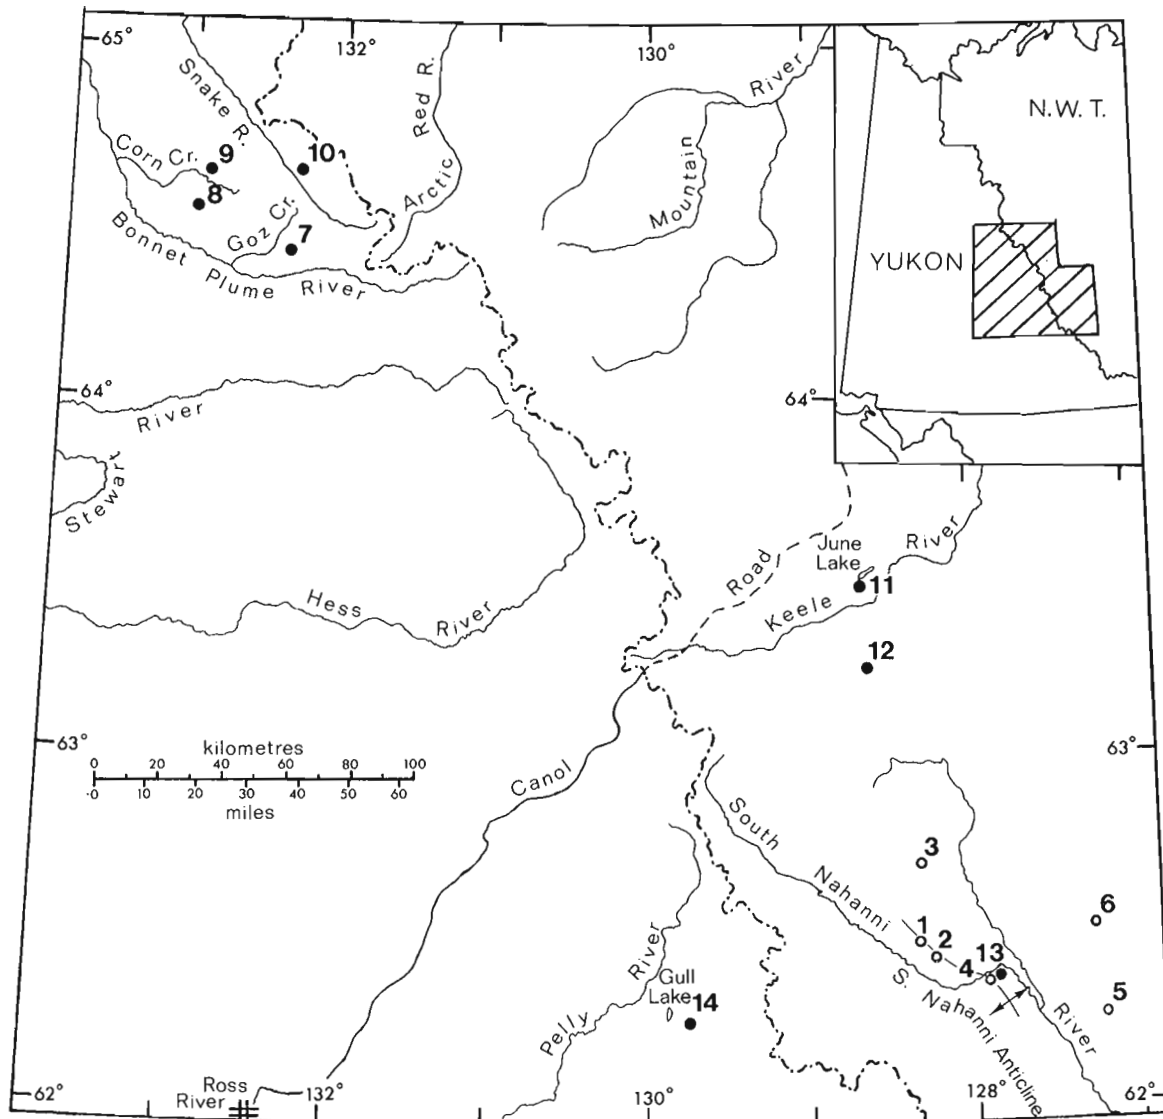 65°
132°
130°
Snake R.
Red R.
Arctic
River
Mountain
N.W.T.
YUKON
Corn Cr.
9
10
8
Goz Cr.
7
Bonnet Plume River
64°
64°
River
Stewart
Hess River
Road
June
Lake
River
11
Keele
12
63°
63°
kilometres
0 20 40 60 80 100
0 10 20 30 40 50 60
miles
Canol
South Nahanni
3
6
1
2
13
4
5
River
S. Nahanni Anticline
River
Pelly
Gull
Lake
14
Ross
River
62°
132°
130°
128°
62°